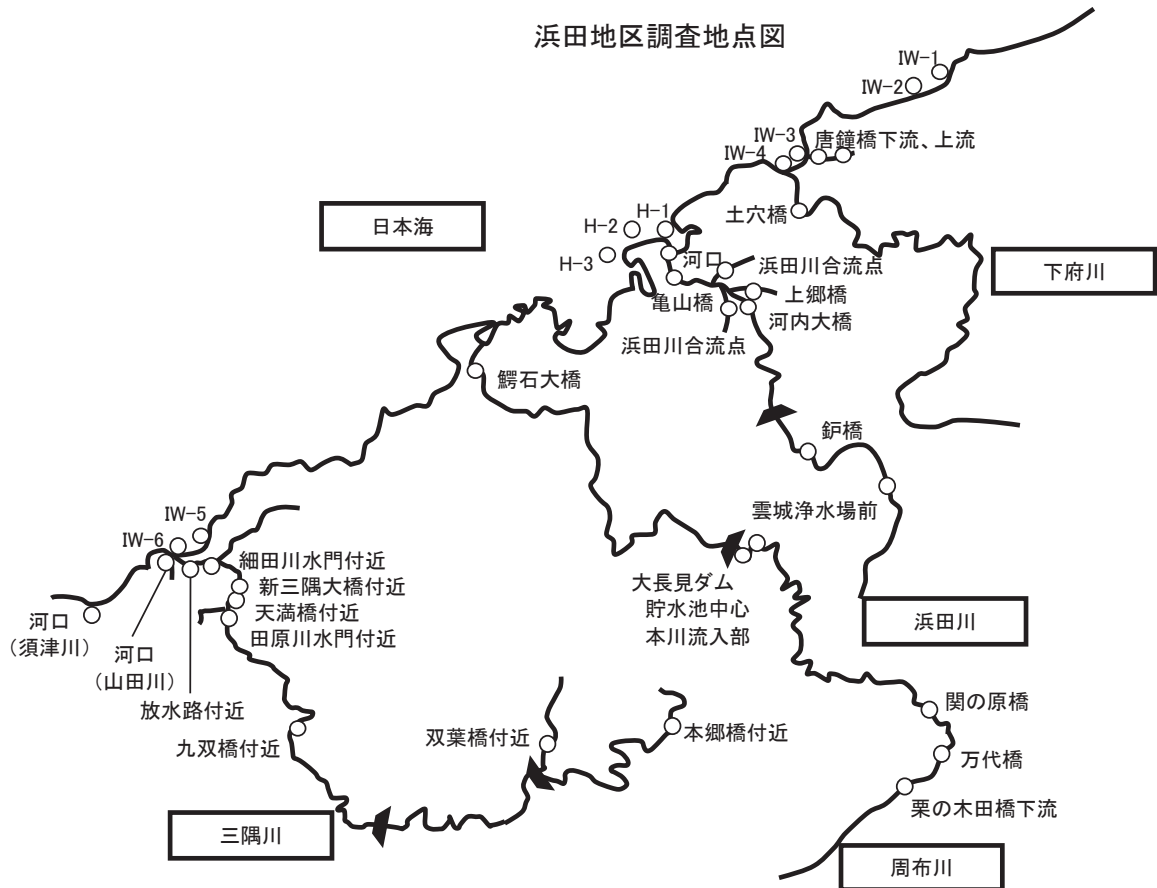 浜田地区調査地点図
IW-1
IW-2
IW-3
唐鐘橋下流、上流
IW-4
日本海
H-1
H-2
土穴橋
H-3
河口
浜田川合流点
下府川
亀山橋
上郷橋
河内大橋
浜田川合流点
鰐石大橋
鈩橋
雲城浄水場前
IW-5
IW-6
細田川水門付近
新三隅大橋付近
天満橋付近
田原川水門付近
大長見ダム
貯水池中心
本川流入部
浜田川
河口
(須津川)
河口
(山田川)
放水路付近
九双橋付近
双葉橋付近
本郷橋付近
関の原橋
万代橋
栗の木田橋下流
三隅川
周布川